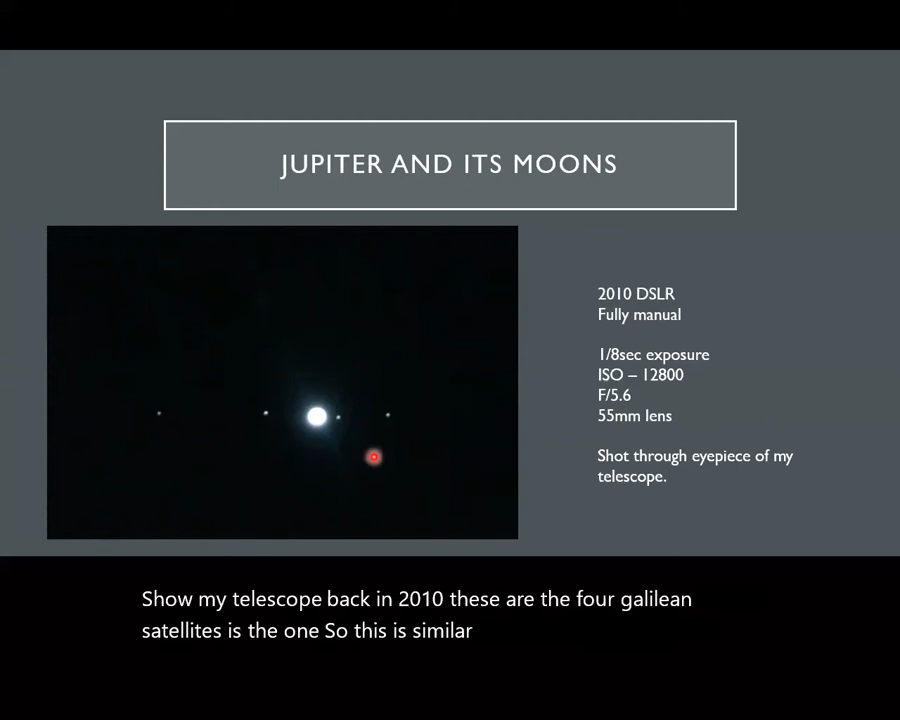 JUPITER AND ITS MOONS
2010 DSLR
Fully manual
1/8sec exposure
ISO – 12800
F/5.6
55mm lens
Shot through eyepiece of my
telescope.
Show my telescope back in 2010 these are the four galilean
satellites is the one So this is similar